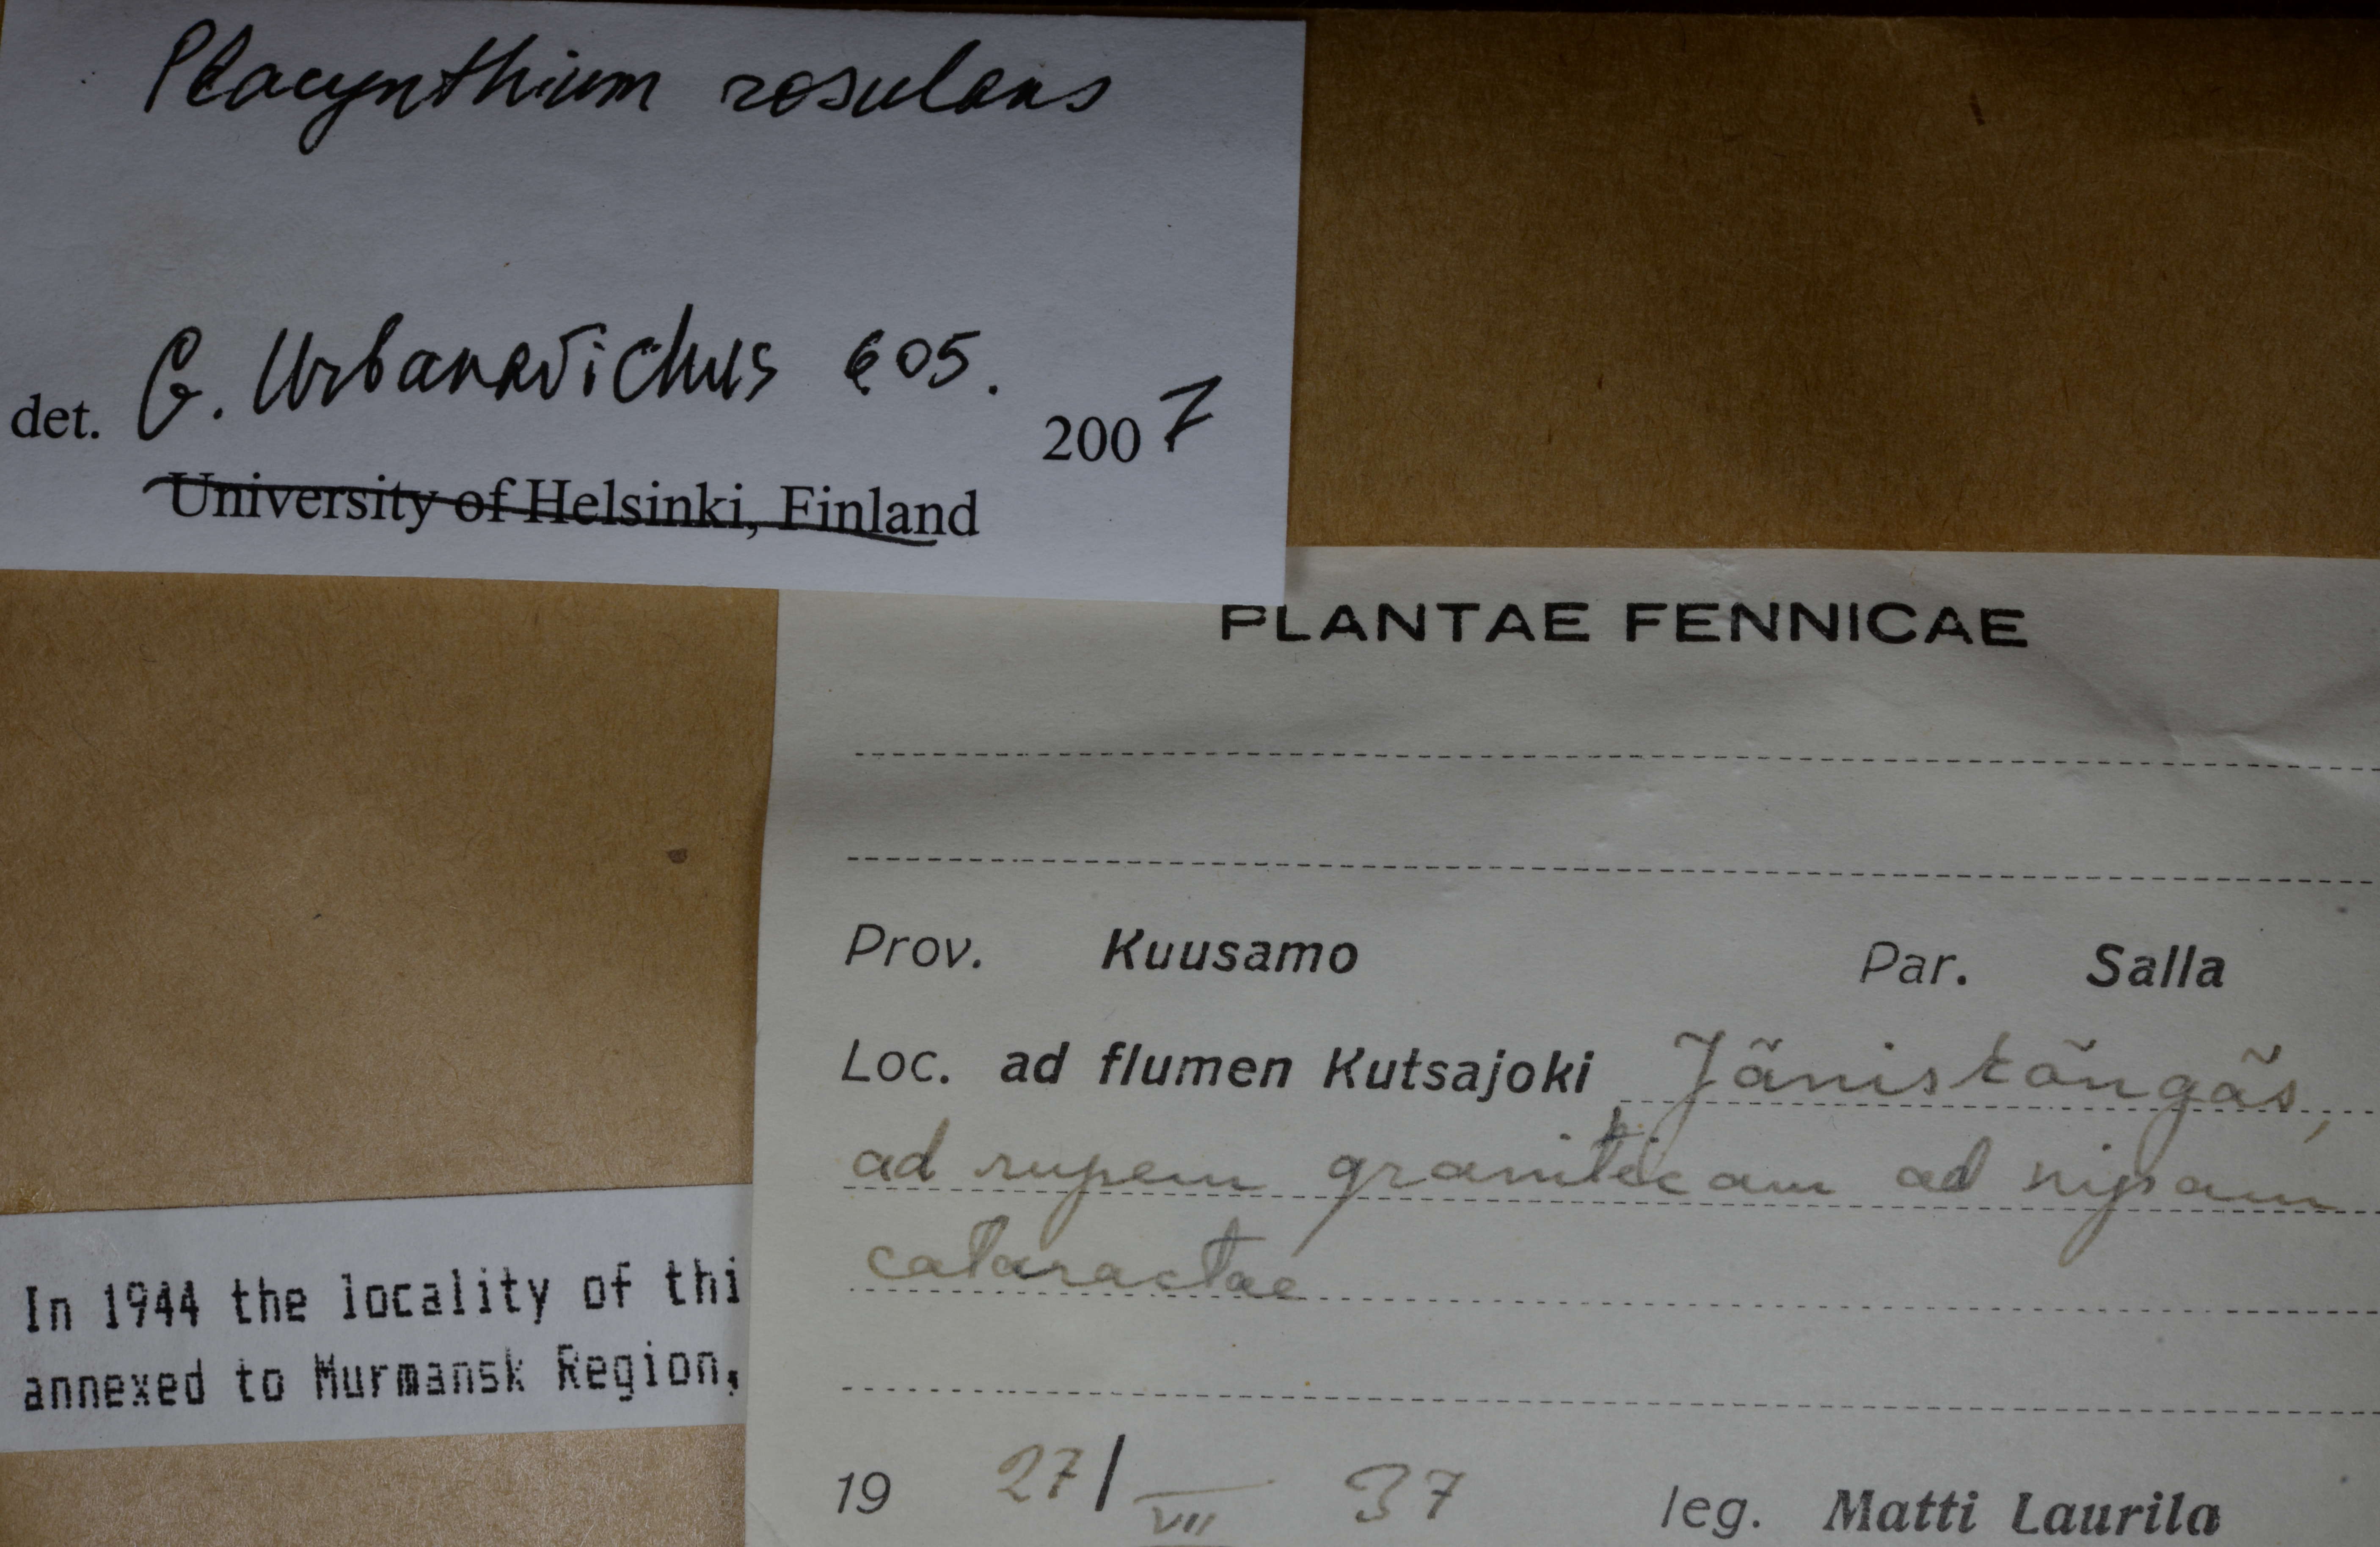 Placynthium rosulans
det. G. Urbanavichus 605. 2007
University of Helsinki, Finland
PLANTAE FENNICAE
Prov. Kuusamo Par. Salla
Loc. ad flumen Kutsajoki Jäniskängäs,
ad rupem graniticam ad ripam
cataractae
In 1944 the locality of thi
annexed to Murmansk Region,
19 27/VII 37 leg. Matti Laurila